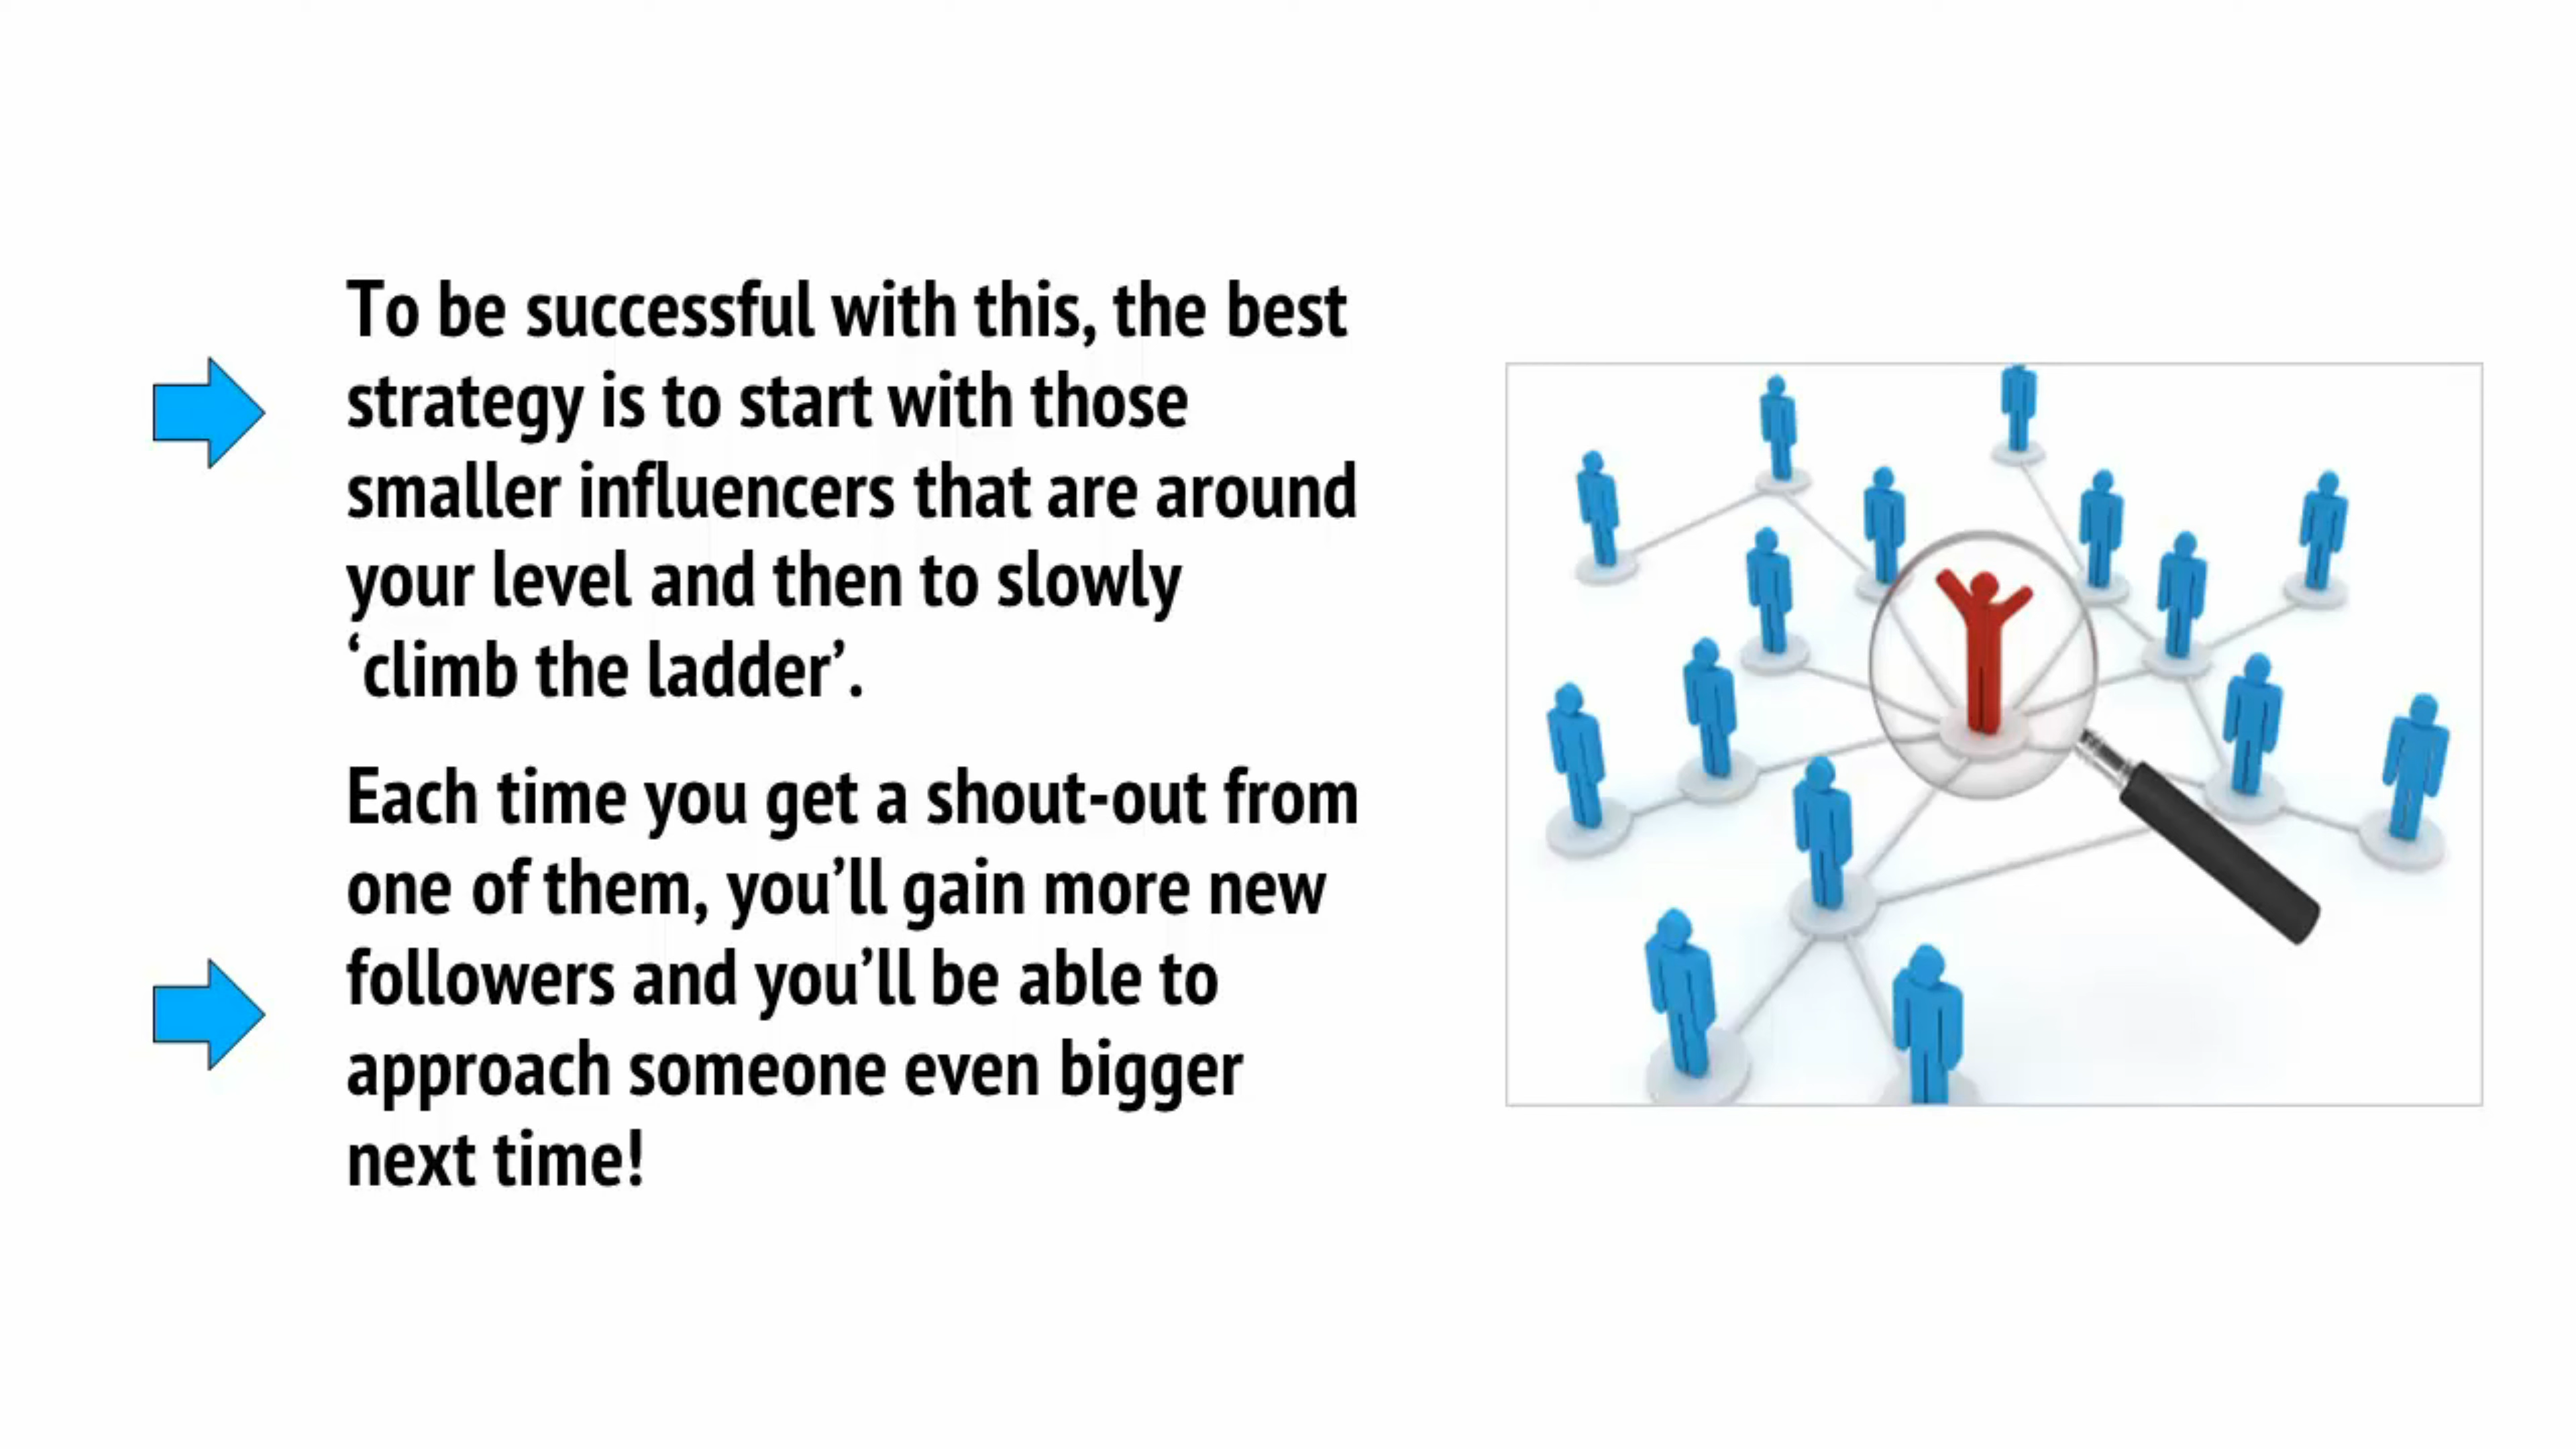 To be successful with this, the best
strategy is to start with those
smaller influencers that are around
your level and then to slowly
‘climb the ladder’.
Each time you get a shout-out from
one of them, you’ll gain more new
followers and you’ll be able to
approach someone even bigger
next time!